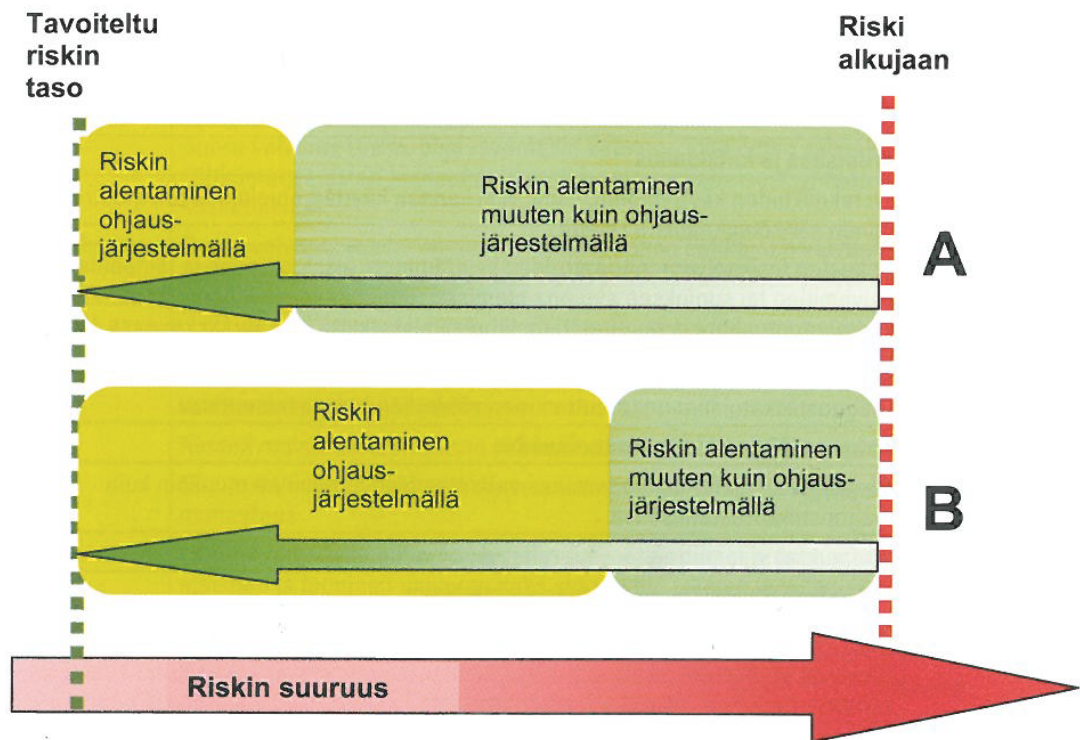 Tavoiteltu
riskin
taso
Riski
alkujaan
Riskin
alentaminen
ohjaus-
järjestelmällä
Riskin alentaminen
muuten kuin ohjaus-
järjestelmällä
A
Riskin
alentaminen
ohjaus-
järjestelmällä
Riskin alentaminen
muuten kuin ohjaus-
järjestelmällä
B
Riskin suuruus